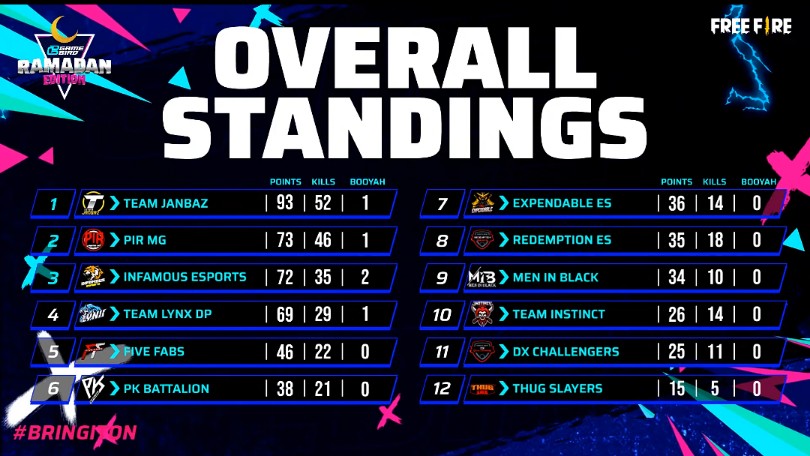 GAME
BIRD
RAMADAN
EDITION
FREE FIRE
OVERALL
STANDINGS
POINTS KILLS BOOYAH
1 TEAM JANBAZ 93 52 1
2 PIR MG 73 46 1
3 INFAMOUS ESPORTS 72 35 2
4 TEAM LYNX DP 69 29 1
5 FIVE FABS 46 22 0
6 PK BATTALION 38 21 0
POINTS KILLS BOOYAH
7 EXPENDABLE ES 36 14 0
8 REDEMPTION ES 35 18 0
9 MEN IN BLACK 34 10 0
10 TEAM INSTINCT 26 14 0
11 DX CHALLENGERS 25 11 0
12 THUG SLAYERS 15 5 0
#BRINGITON